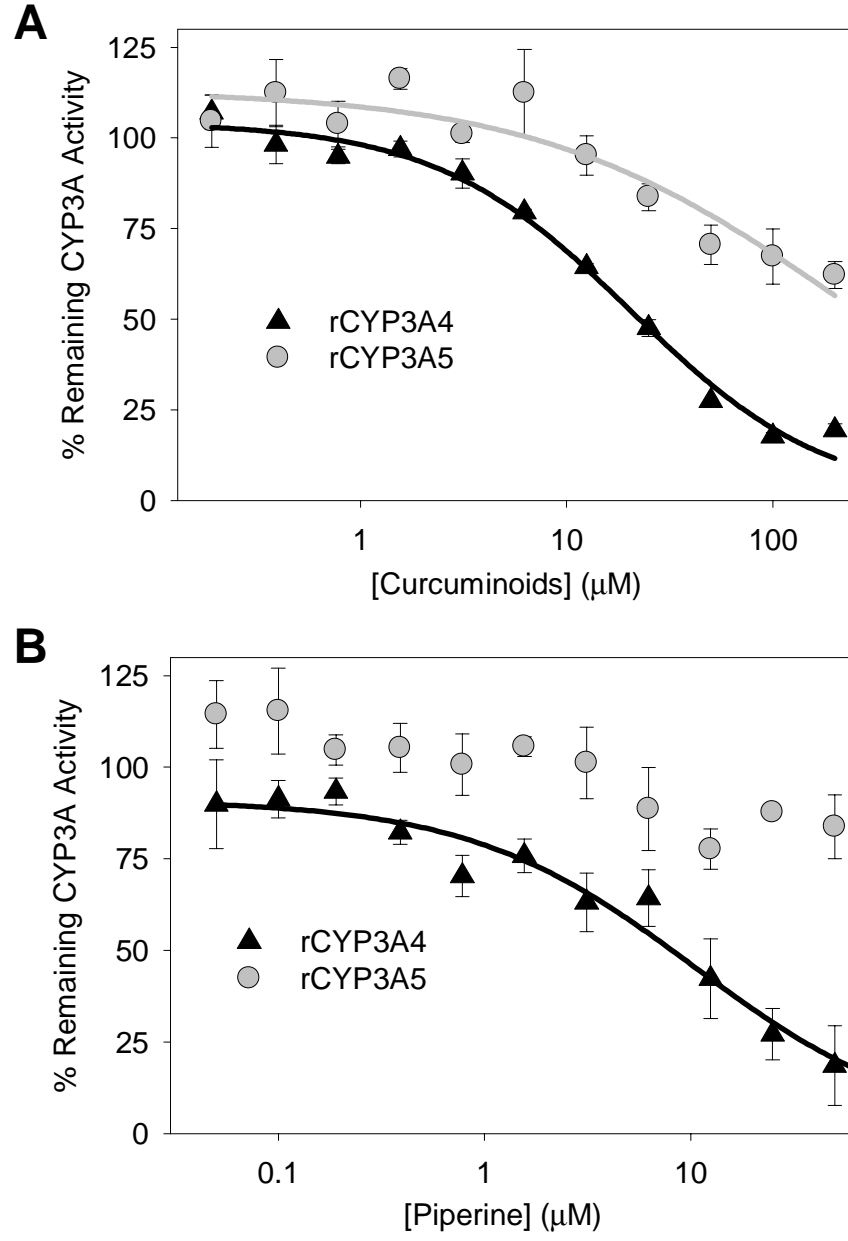 A
125
100
75
50
25
0
% Remaining CYP3A Activity
rCYP3A4
rCYP3A5
1 10 100
[Curcuminoids] (μM)
B
125
100
75
50
25
0
% Remaining CYP3A Activity
rCYP3A4
rCYP3A5
0.1 1 10
[Piperine] (μM)